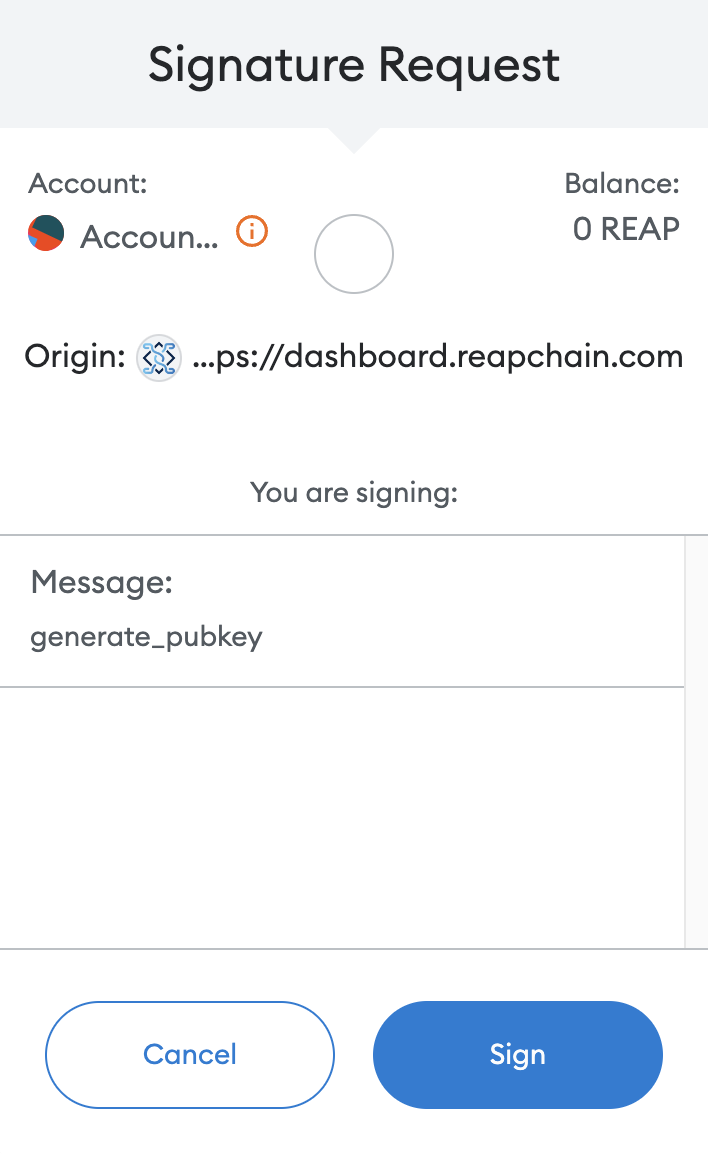 Signature Request
Account:
Balance:
Accoun...
0 REAP
Origin: ...ps://dashboard.reapchain.com
You are signing:
Message:
generate_pubkey
Cancel
Sign